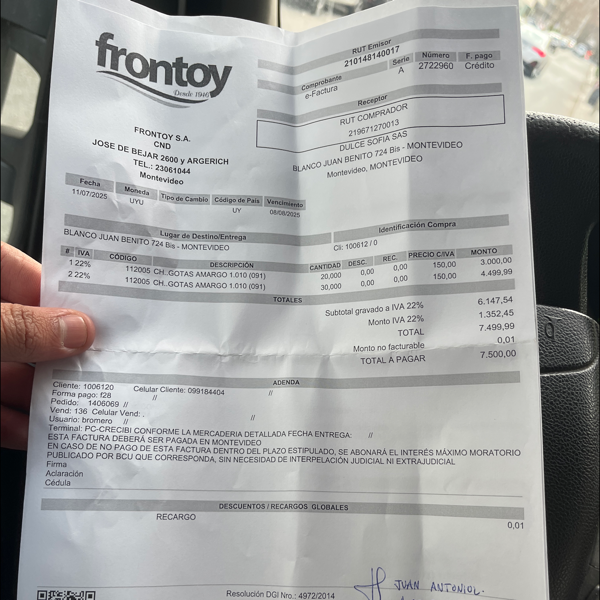 frontoy
Desde 1946
RUT Emisor
210148140017
Comprobante Serie Número F. pago
e-Factura A 2722960 Crédito
Receptor
RUT COMPRADOR
219671270013
DULCE SOFIA SAS
BLANCO JUAN BENITO 724 Bis - MONTEVIDEO
Montevideo, MONTEVIDEO
FRONTOY S.A.
CND
JOSE DE BEJAR 2600 y ARGERICH
TEL.: 23061044
Montevideo
Fecha Moneda Tipo de Cambio Código de País Vencimiento
11/07/2025 UYU UY 08/08/2025
Lugar de Destino/Entrega Identificación Compra
BLANCO JUAN BENITO 724 Bis - MONTEVIDEO Cli: 100612 / 0
# IVA CÓDIGO DESCRIPCIÓN CANTIDAD DESC. REC. PRECIO C/IVA MONTO
1 22% 112005 CH..GOTAS AMARGO 1.010 (091) 20,000 0,00 0,00 150,00 3.000,00
2 22% 112005 CH..GOTAS AMARGO 1.010 (091) 30,000 0,00 0,00 150,00 4.499,99
TOTALES
Subtotal gravado a IVA 22% 6.147,54
Monto IVA 22% 1.352,45
TOTAL 7.499,99
Monto no facturable 0,01
TOTAL A PAGAR 7.500,00
ADENDA
Cliente: 1006120 Celular Cliente: 099184404 //
Forma pago: f28 //
Pedido: 1406069 //
Vend: 136 Celular Vend: . //
Usuario: bromero //
Terminal: PC-CRECIBI CONFORME LA MERCADERIA DETALLADA FECHA ENTREGA: //
ESTA FACTURA DEBERÁ SER PAGADA EN MONTEVIDEO
EN CASO DE NO PAGO DE ESTA FACTURA DENTRO DEL PLAZO ESTIPULADO, SE ABONARÁ EL INTERÉS MÁXIMO MORATORIO
PUBLICADO POR BCU QUE CORRESPONDA, SIN NECESIDAD DE INTERPELACIÓN JUDICIAL NI EXTRAJUDICIAL
Firma
Aclaración
Cédula
DESCUENTOS / RECARGOS GLOBALES
RECARGO 0,01
Resolución DGI Nro.: 4972/2014
JUAN ANTONIOL.